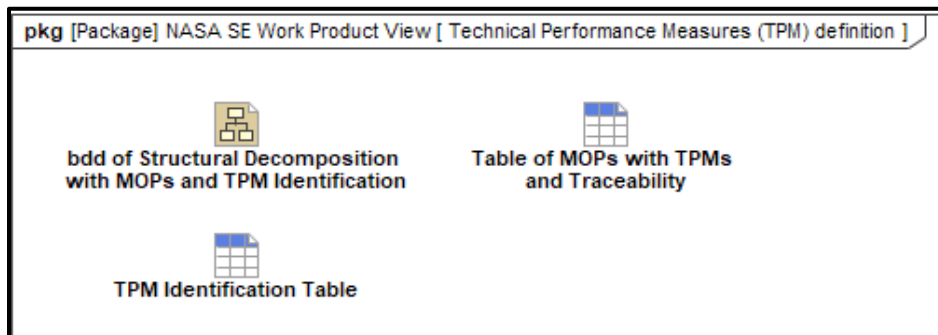 pkg [Package] NASA SE Work Product View [ Technical Performance Measures (TPM) definition ]
bdd of Structural Decomposition
with MOPs and TPM Identification
Table of MOPs with TPMs
and Traceability
TPM Identification Table